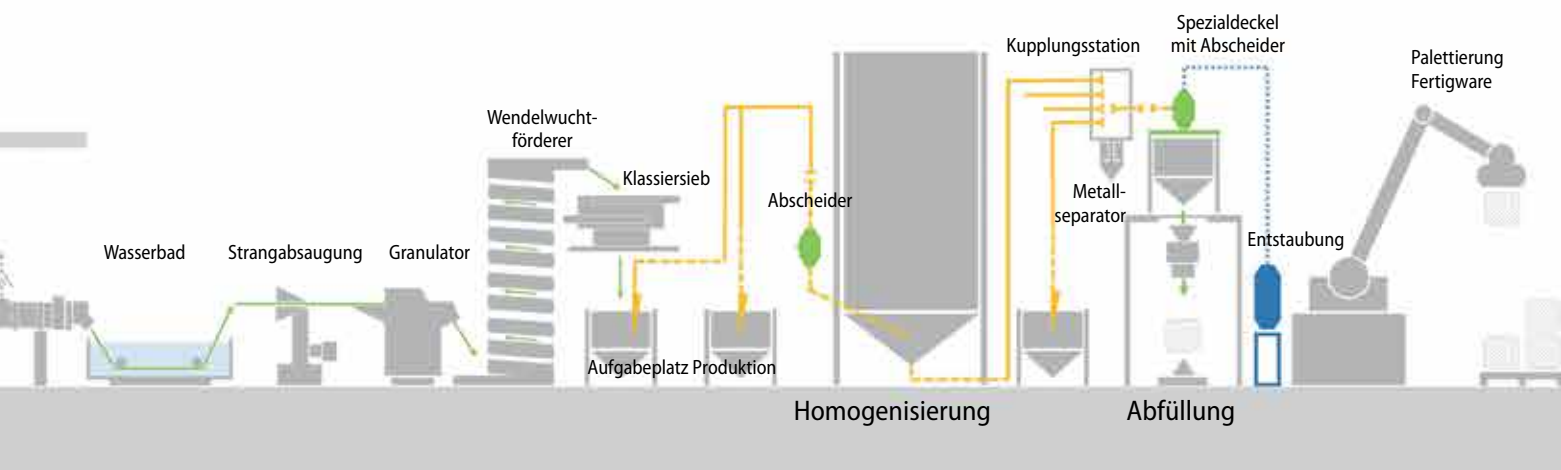 Wasserbad
Strangabsaugung
Granulator
Wendelwucht-
förderer
Klassiersieb
Aufgabeplatz Produktion
Abscheider
Homogenisierung
Kupplungsstation
Metall-
separator
Spezialdeckel
mit Abscheider
Abfüllung
Entstaubung
Palettierung
Fertigware